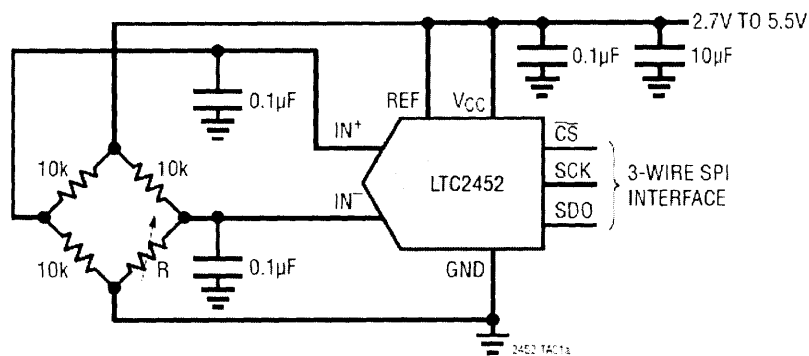 2.7V TO 5.5V
0.1µF
10µF
0.1µF
REF
VCC
IN+
CS
10k
10k
LTC2452
SCK
3-WIRE SPI
INTERFACE
IN−
SDO
10k
R
0.1µF
GND
2452 TA01a